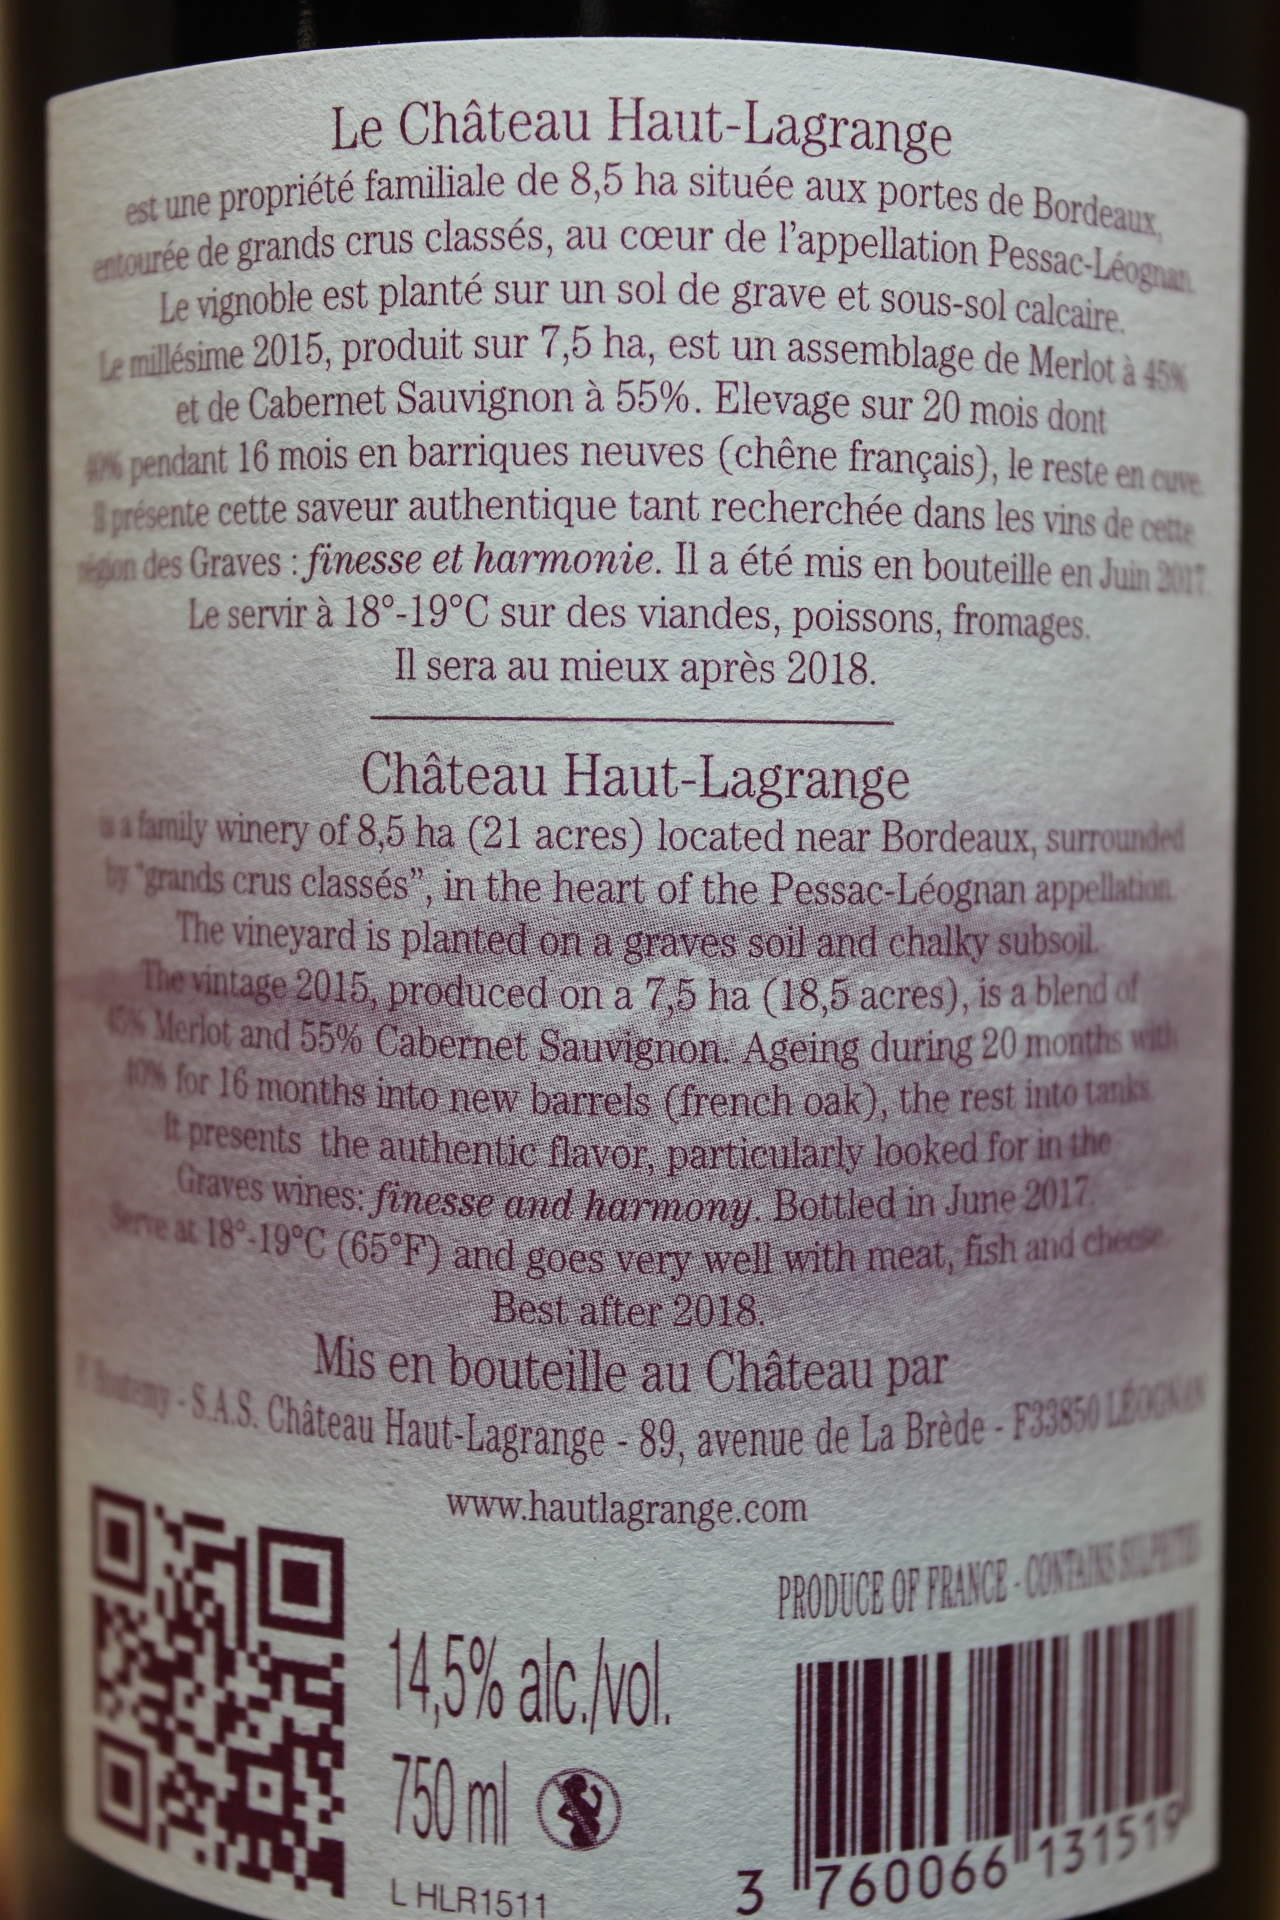 Le Château Haut-Lagrange
est une propriété familiale de 8,5 ha située aux portes de Bordeaux,
entourée de grands crus classés, au cœur de l'appellation Pessac-Léognan.
Le vignoble est planté sur un sol de grave et sous-sol calcaire.
Le millésime 2015, produit sur 7,5 ha, est un assemblage de Merlot à 45%
et de Cabernet Sauvignon à 55%. Elevage sur 20 mois dont
40% pendant 16 mois en barriques neuves (chêne français), le reste en cuve.
Il présente cette saveur authentique tant recherchée dans les vins de cette
région des Graves : finesse et harmonie. Il a été mis en bouteille en Juin 2017.
Le servir à 18°-19°C sur des viandes, poissons, fromages.
Il sera au mieux après 2018.
Château Haut-Lagrange
is a family winery of 8,5 ha (21 acres) located near Bordeaux, surrounded
by "grands crus classés", in the heart of the Pessac-Léognan appellation.
The vineyard is planted on a graves soil and chalky subsoil.
The vintage 2015, produced on a 7,5 ha (18,5 acres), is a blend of
45% Merlot and 55% Cabernet Sauvignon. Ageing during 20 months with
40% for 16 months into new barrels (french oak), the rest into tanks.
It presents the authentic flavor, particularly looked for in the
Graves wines: finesse and harmony. Bottled in June 2017.
Serve at 18°-19°C (65°F) and goes very well with meat, fish and cheese.
Best after 2018.
Mis en bouteille au Château par
Boutemy - S.A.S. Château Haut-Lagrange - 89, avenue de La Brède - F33850 LÉOGNAN
www.hautlagrange.com
PRODUCE OF FRANCE - CONTAINS SULPHITES
14,5% alc./vol.
750 ml
L HLR1511
3 760066 131519